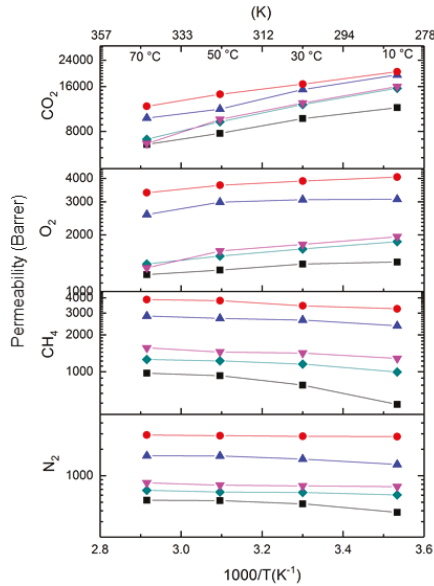 (K)
357 333 312 294 278
70 °C 50 °C 30 °C 10 °C
24000
16000
8000
CO2
4000
3000
2000
1000
O2
4000
3000
2000
1000
CH4
1000
N2
Permeability (Barrer)
2.8 3.0 3.2 3.4 3.6
1000/T(K-1)